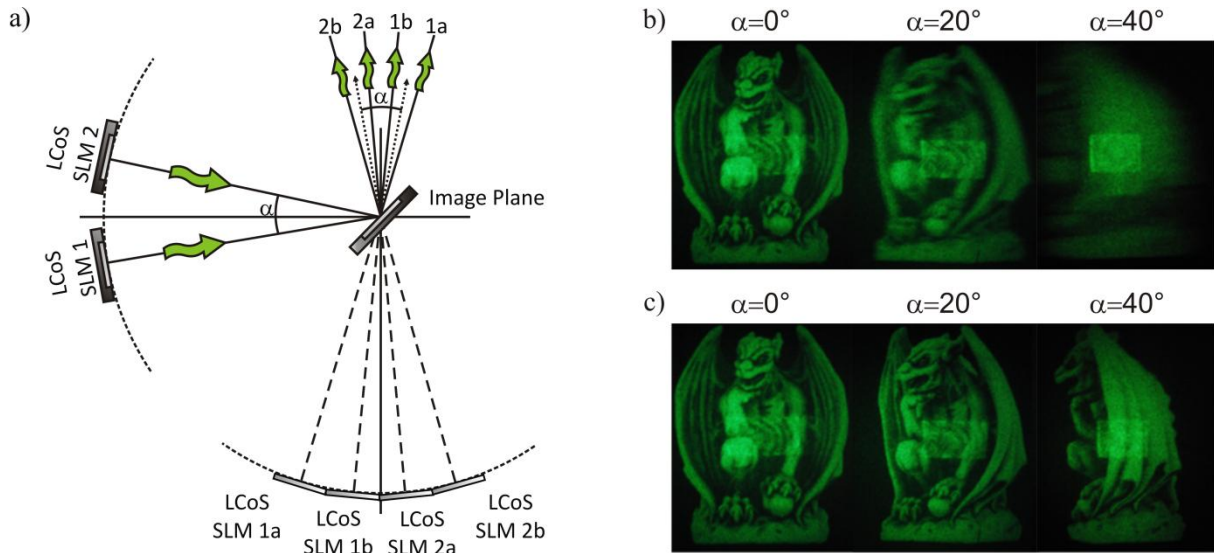 a)
2b 2a 1b 1a
α
LCoS
SLM 2
α
Image Plane
LCoS
SLM 1
LCoS
SLM 1a
LCoS
SLM 1b
LCoS
SLM 2a
LCoS
SLM 2b
b)
α=0° α=20° α=40°
c)
α=0° α=20° α=40°